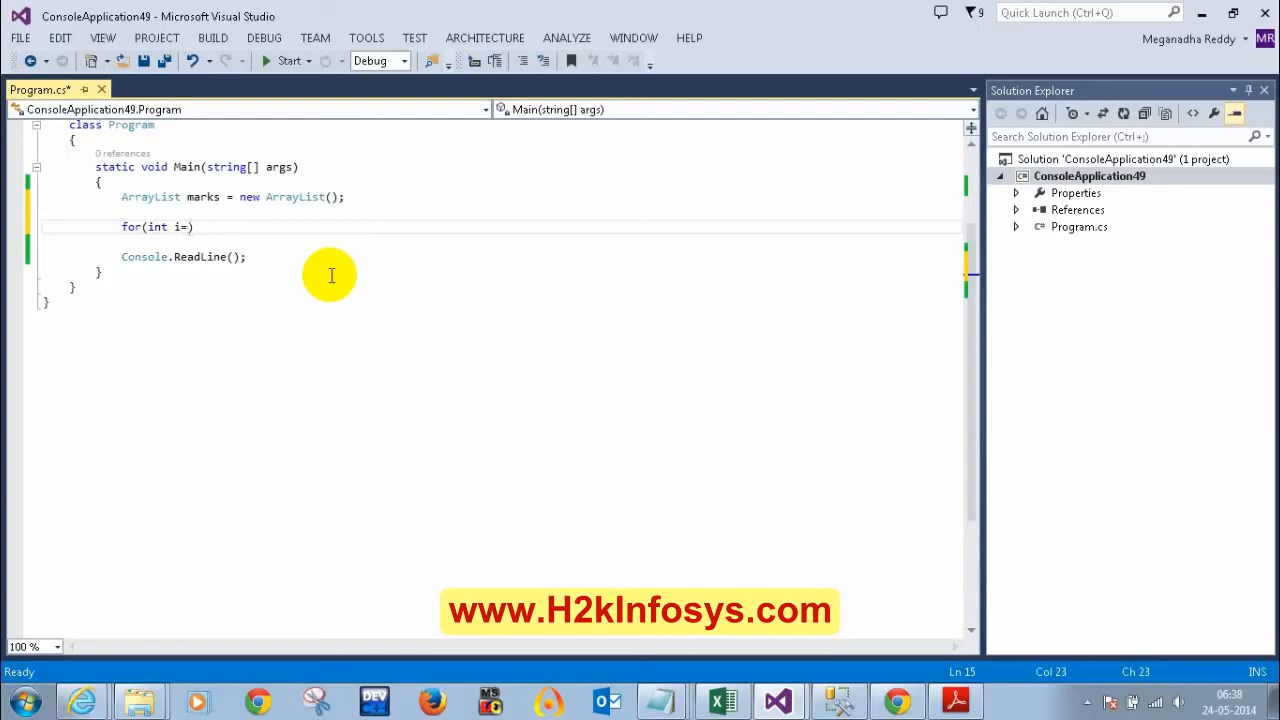 ConsoleApplication49 - Microsoft Visual Studio
9
Quick Launch (Ctrl+Q)
FILE EDIT VIEW PROJECT BUILD DEBUG TEAM TOOLS TEST ARCHITECTURE ANALYZE WINDOW HELP
Meganadha Reddy MR
Start Debug
Program.cs*
ConsoleApplication49.Program
Main(string[] args)
class Program
{
0 references
static void Main(string[] args)
{
ArrayList marks = new ArrayList();
for(int i=)
Console.ReadLine();
}
}
}
100 %
Solution Explorer
Search Solution Explorer (Ctrl+;)
Solution 'ConsoleApplication49' (1 project)
ConsoleApplication49
Properties
References
Program.cs
www.H2kInfosys.com
Ready
Ln 15 Col 23 Ch 23 INS
DEV
MS
06:38
24-05-2014